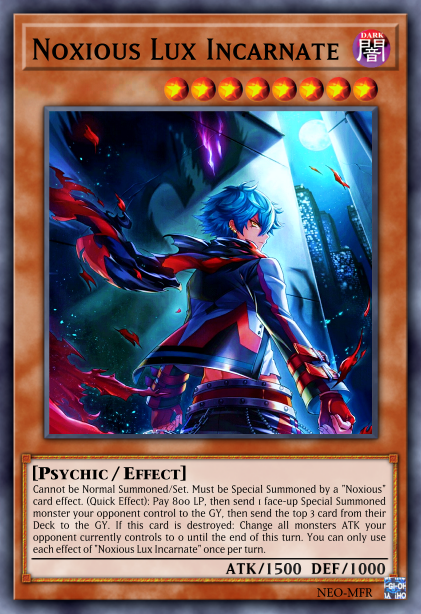 Noxious Lux Incarnate
DARK
闇
[Psychic / Effect]
Cannot be Normal Summoned/Set. Must be Special Summoned by a "Noxious"
card effect. (Quick Effect): Pay 800 LP, then send 1 face-up Special Summoned
monster your opponent control to the GY, then send the top 3 card from their
Deck to the GY. If this card is destroyed: Change all monsters ATK your
opponent currently controls to 0 until the end of this turn. You can only use
each effect of "Noxious Lux Incarnate" once per turn.
ATK/1500 DEF/1000
NEO-MFR